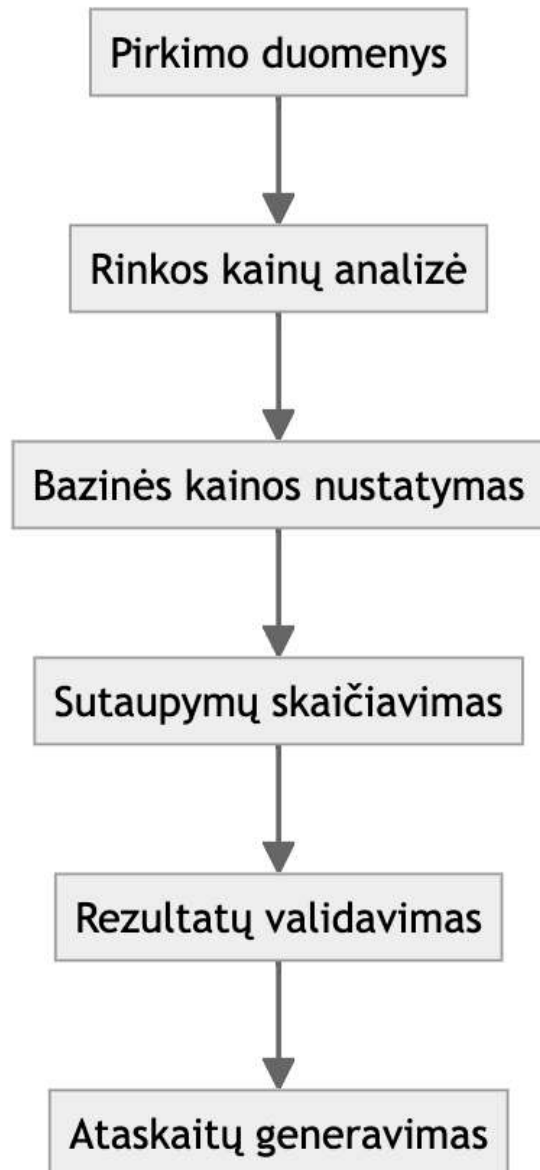 Pirkimo duomenys
Rinkos kainų analizė
Bazinės kainos nustatymas
Sutaupymų skaičiavimas
Rezultatų validavimas
Ataskaitų generavimas